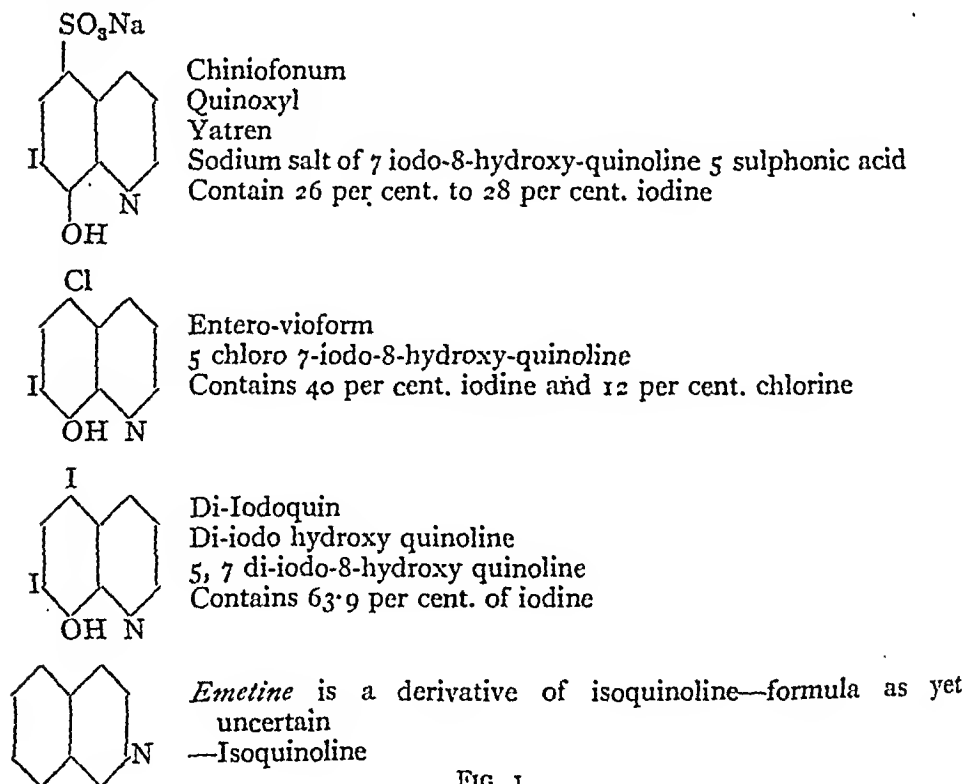 SO₃Na
Chiniofonum
Quinoxyl
Yatren
I
Sodium salt of 7 iodo-8-hydroxy-quinoline 5 sulphonic acid
Contain 26 per cent. to 28 per cent. iodine
N
OH
Cl
Entero-vioform
5 chloro 7-iodo-8-hydroxy-quinoline
I Contains 40 per cent. iodine and 12 per cent. chlorine
OH N
I
Di-Iodoquin
Di-iodo hydroxy quinoline
5, 7 di-iodo-8-hydroxy quinoline
I Contains 63·9 per cent. of iodine
OH N
Emetine is a derivative of isoquinoline—formula as yet
uncertain
N —Isoquinoline
FIG. 1